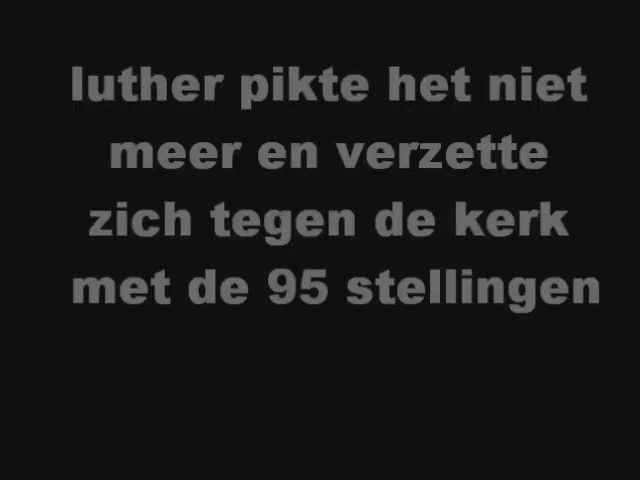 luther pikte het niet
meer en verzette
zich tegen de kerk
met de 95 stellingen